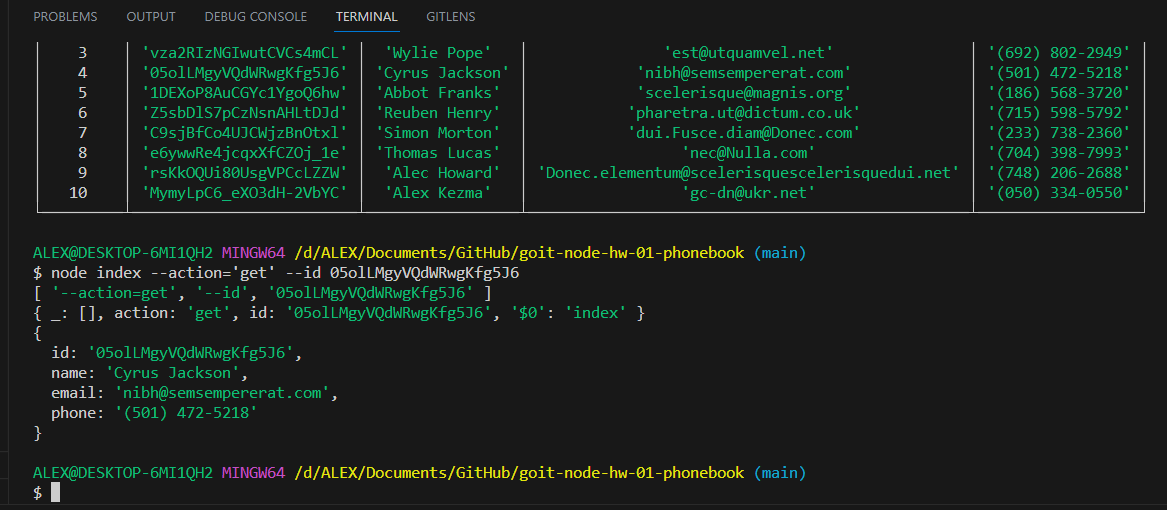 PROBLEMS OUTPUT DEBUG CONSOLE TERMINAL GITLENS
3 'vza2RIzNGIwutCVCs4mCL' 'Wylie Pope' 'est@utquamvel.net' '(692) 802-2949'
4 '05olLMgyVQdWRwgKfg5J6' 'Cyrus Jackson' 'nibh@semsempererat.com' '(501) 472-5218'
5 '1DEXoP8AuCGYc1YgoQ6hw' 'Abbot Franks' 'scelerisque@magnis.org' '(186) 568-3720'
6 'Z5sbDlS7pCzNsnAHLtDJd' 'Reuben Henry' 'pharetra.ut@dictum.co.uk' '(715) 598-5792'
7 'C9sjBfCo4UJCWjzBnOtxl' 'Simon Morton' 'dui.Fusce.diam@Donec.com' '(233) 738-2360'
8 'e6ywwRe4jcqxXfCZOj_1e' 'Thomas Lucas' 'nec@Nulla.com' '(704) 398-7993'
9 'rsKkOQUi80UsgVPCcLZZW' 'Alec Howard' 'Donec.elementum@scelerisquescelerisquedui.net' '(748) 206-2688'
10 'MymyLpC6_eXO3dH-2VbYC' 'Alex Kezma' 'gc-dn@ukr.net' '(050) 334-0550'
ALEX@DESKTOP-6MI1QH2 MINGW64 /d/ALEX/Documents/GitHub/goit-node-hw-01-phonebook (main)
$ node index --action='get' --id 05olLMgyVQdWRwgKfg5J6
[ '--action=get', '--id', '05olLMgyVQdWRwgKfg5J6' ]
{ _: [], action: 'get', id: '05olLMgyVQdWRwgKfg5J6', '$0': 'index' }
{
id: '05olLMgyVQdWRwgKfg5J6',
name: 'Cyrus Jackson',
email: 'nibh@semsempererat.com',
phone: '(501) 472-5218'
}
ALEX@DESKTOP-6MI1QH2 MINGW64 /d/ALEX/Documents/GitHub/goit-node-hw-01-phonebook (main)
$